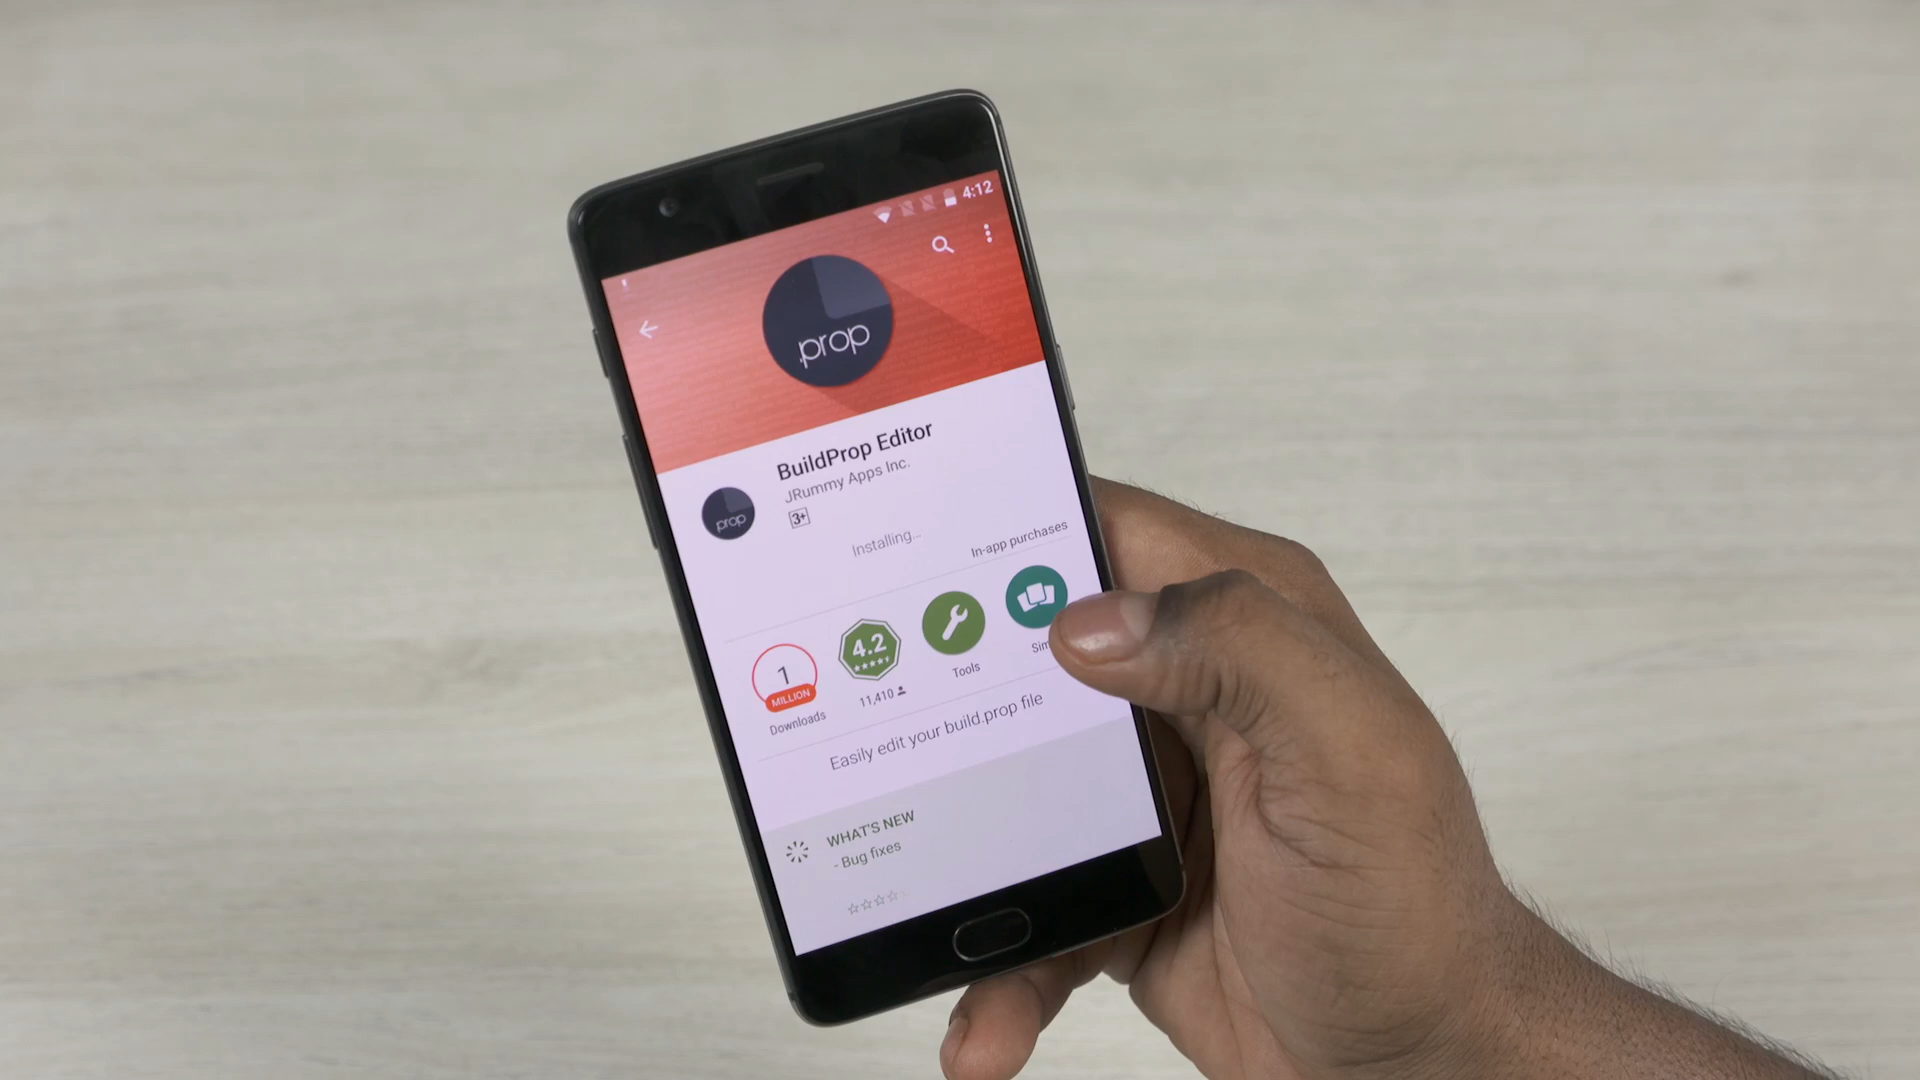 4:12
.prop
BuildProp Editor
JRummy Apps Inc.
prop
3+
Installing...
In-app purchases
1
MILLION
Downloads
4.2
11,410
Tools
Easily edit your build.prop file
WHAT'S NEW
- Bug fixes